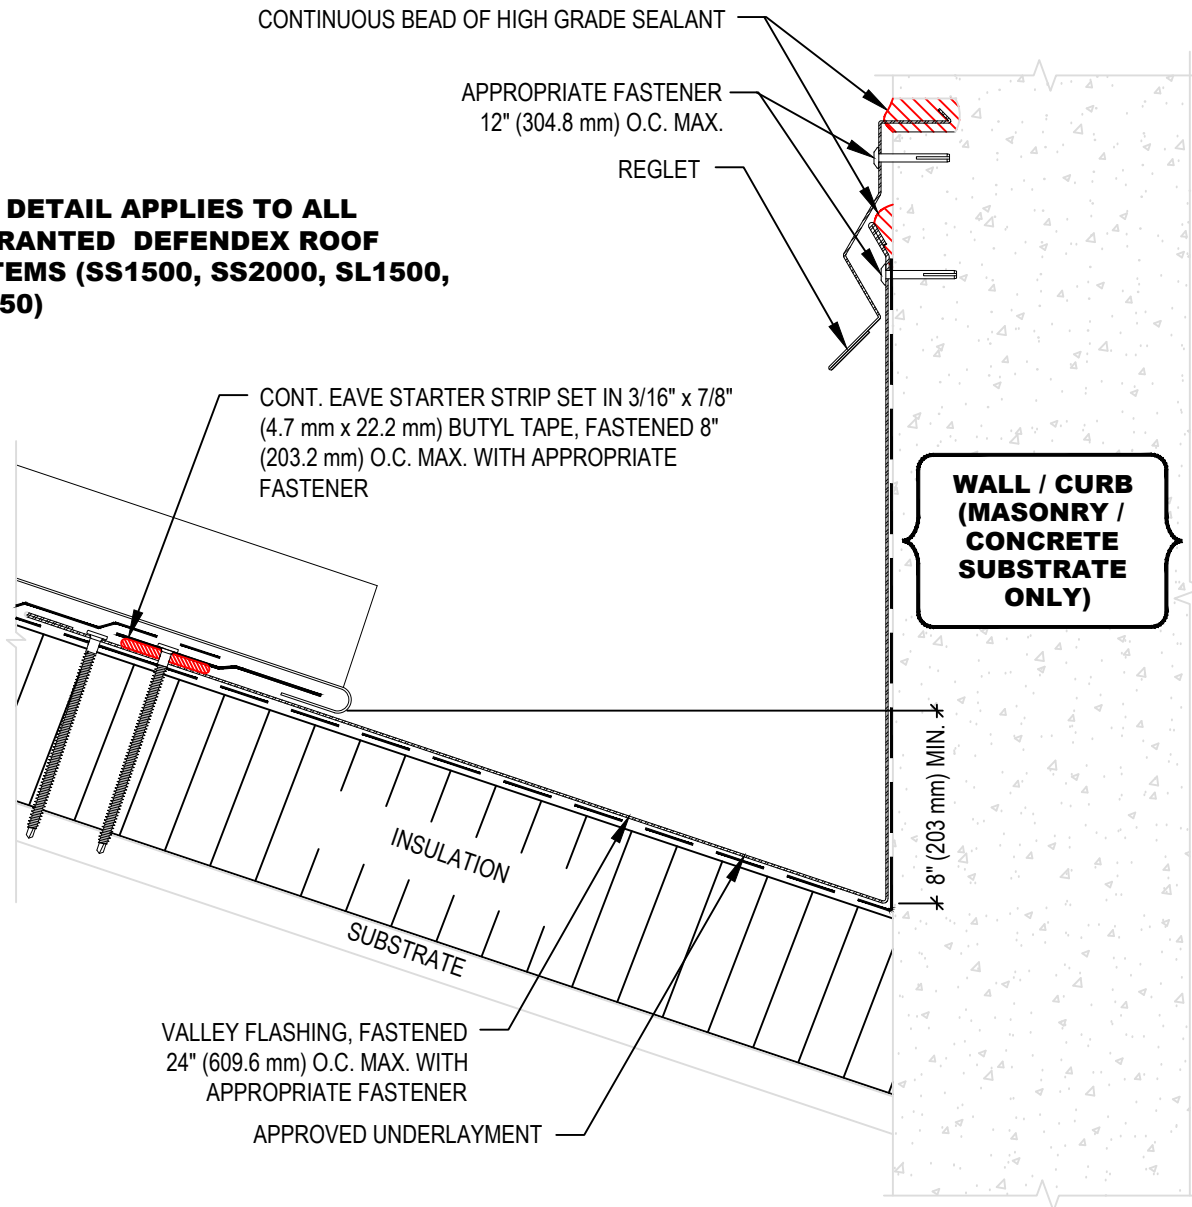 CONTINUOUS BEAD OF HIGH GRADE SEALANT
APPROPRIATE FASTENER
12" (304.8 mm) O.C. MAX.
REGLET
DETAIL APPLIES TO ALL
RANTED DEFENDEX ROOF
TEMS (SS1500, SS2000, SL1500,
50)
CONT. EAVE STARTER STRIP SET IN 3/16" x 7/8"
(4.7 mm x 22.2 mm) BUTYL TAPE, FASTENED 8"
(203.2 mm) O.C. MAX. WITH APPROPRIATE
FASTENER
WALL / CURB
(MASONRY /
CONCRETE
SUBSTRATE
ONLY)
8" (203 mm) MIN.
INSULATION
SUBSTRATE
VALLEY FLASHING, FASTENED
24" (609.6 mm) O.C. MAX. WITH
APPROPRIATE FASTENER
APPROVED UNDERLAYMENT